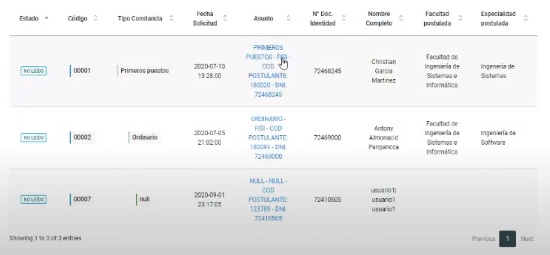 Estado Código Tipo Constancia Fecha Solicitud Asunto N° Doc. Identidad Nombre Completo Facultad postulada Especialidad postulada
NO LEÍDO 00001 Primeros puestos 2020-07-10 13:28:00 PRIMEROS PUESTOS - FISI - COD POSTULANTE: 180020 - DNI: 72468245 72468245 Christian Garcia Martinez Facultad de Ingeniería de Sistemas e Informática Ingeniería de Sistemas
NO LEÍDO 00002 Ordinario 2020-07-05 21:02:00 ORDINARIO - FISI - COD POSTULANTE: 180091 - DNI: 72469000 72469000 Antony Almonacid Paripancca Facultad de Ingeniería de Sistemas e Informática Ingeniería de Software
NO LEÍDO 00007 null 2020-09-01 23:17:05 NULL - NULL - COD POSTULANTE: 123789 - DNI: 72410505 72410505 usuario1| usuario1 usuario1
Showing 1 to 3 of 3 entries Previous 1 Next